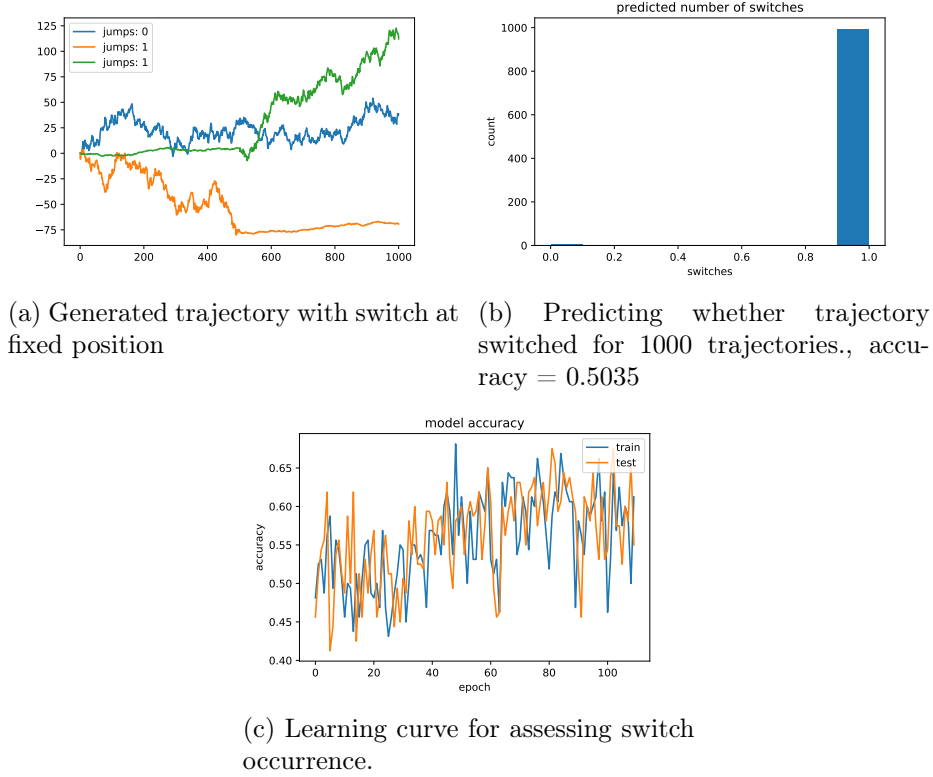 jumps: 0
jumps: 1
jumps: 1
125
100
75
50
25
0
−25
−50
−75
0 200 400 600 800 1000
predicted number of switches
1000
800
600
400
200
0
count
0.0 0.2 0.4 0.6 0.8 1.0
switches
(a) Generated trajectory with switch at
fixed position
(b) Predicting whether trajectory
switched for 1000 trajectories., accu-
racy = 0.5035
model accuracy
train
test
0.65
0.60
0.55
0.50
0.45
0.40
accuracy
0 20 40 60 80 100
epoch
(c) Learning curve for assessing switch
occurrence.